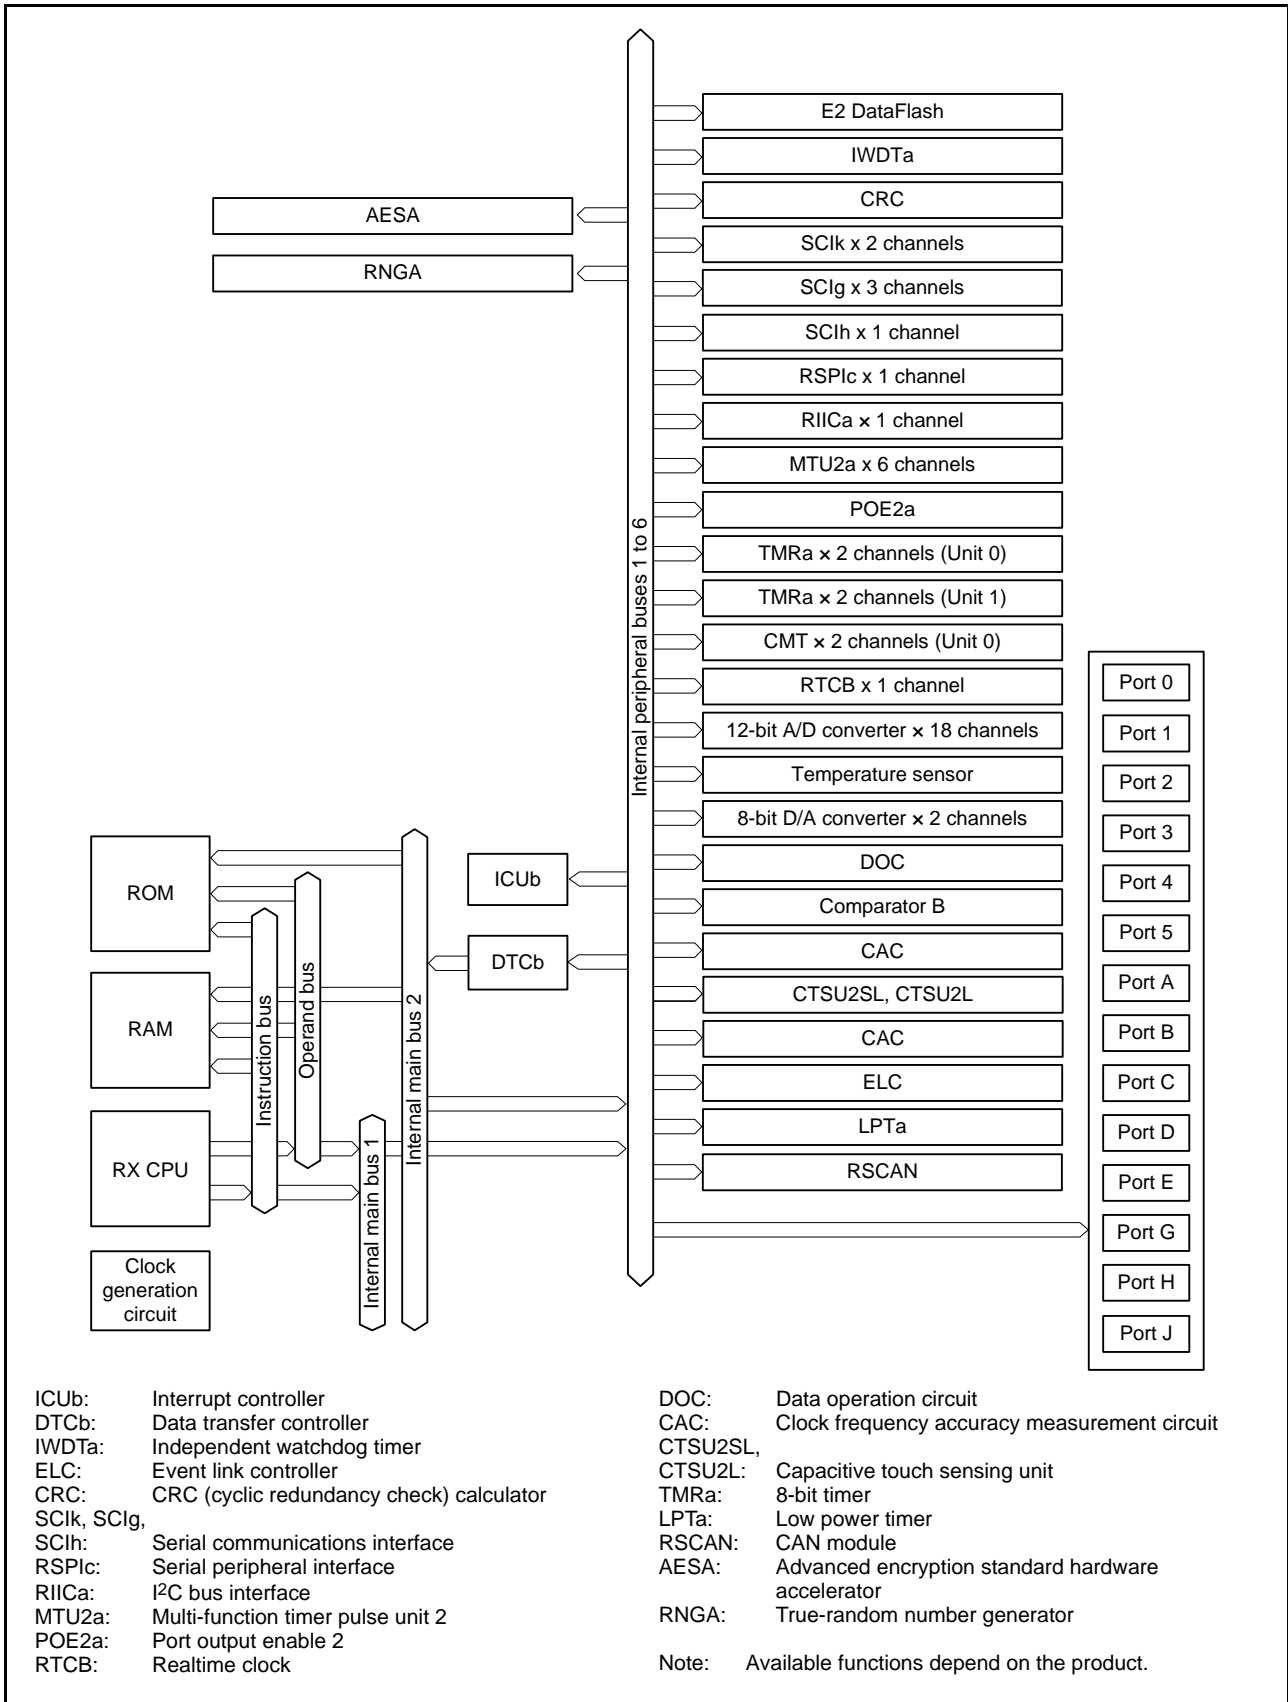 E2 DataFlash
IWDTa
CRC
AESA
SCIk x 2 channels
RNGA
SCIg x 3 channels
SCIh x 1 channel
RSPIc x 1 channel
RIICa × 1 channel
MTU2a x 6 channels
POE2a
TMRa × 2 channels (Unit 0)
TMRa × 2 channels (Unit 1)
CMT × 2 channels (Unit 0)
RTCB x 1 channel
12-bit A/D converter × 18 channels
Temperature sensor
8-bit D/A converter × 2 channels
DOC
Comparator B
CAC
CTSU2SL, CTSU2L
CAC
ELC
LPTa
RSCAN
Internal peripheral buses 1 to 6
Port 0
Port 1
Port 2
Port 3
Port 4
Port 5
Port A
Port B
Port C
Port D
Port E
Port G
Port H
Port J
ICUb
DTCb
ROM
RAM
RX CPU
Clock
generation
circuit
Instruction bus
Operand bus
Internal main bus 1
Internal main bus 2
ICUb: Interrupt controller
DTCb: Data transfer controller
IWDTa: Independent watchdog timer
ELC: Event link controller
CRC: CRC (cyclic redundancy check) calculator
SCIk, SCIg,
SCIh: Serial communications interface
RSPIc: Serial peripheral interface
RIICa: I2C bus interface
MTU2a: Multi-function timer pulse unit 2
POE2a: Port output enable 2
RTCB: Realtime clock
DOC: Data operation circuit
CAC: Clock frequency accuracy measurement circuit
CTSU2SL,
CTSU2L: Capacitive touch sensing unit
TMRa: 8-bit timer
LPTa: Low power timer
RSCAN: CAN module
AESA: Advanced encryption standard hardware
accelerator
RNGA: True-random number generator
Note: Available functions depend on the product.